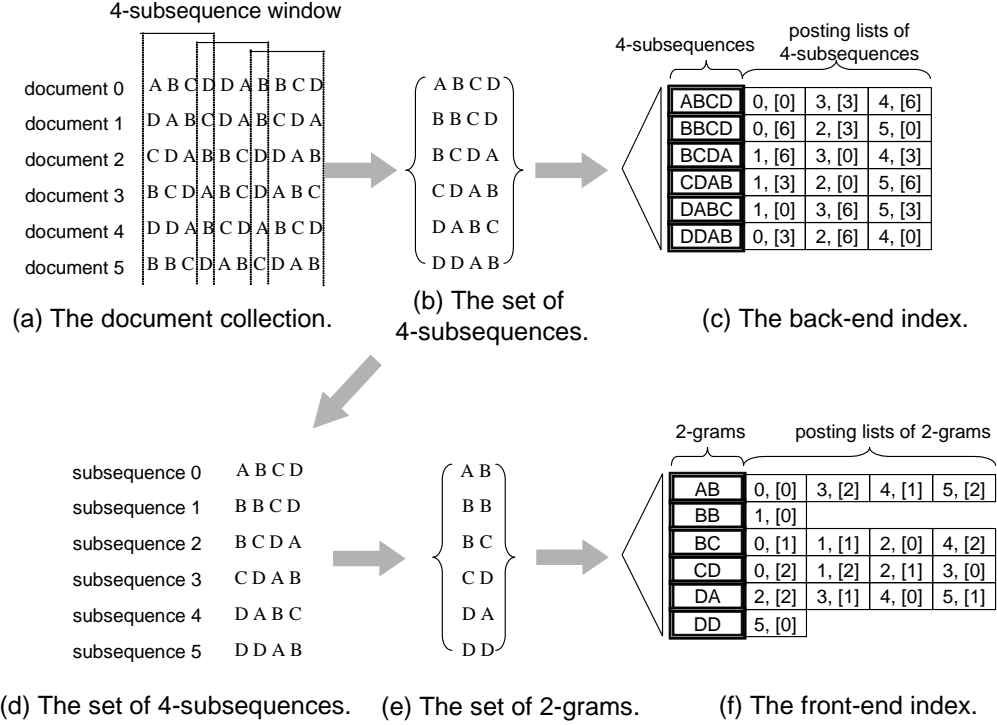 4-subsequence window
document 0 A B C D D A B B C D
document 1 D A B C D A B C D A
document 2 C D A B B C D D A B
document 3 B C D A B C D A B C
document 4 D D A B C D A B C D
document 5 B B C D A B C D A B
(a) The document collection.
A B C D
B B C D
B C D A
C D A B
D A B C
D D A B
(b) The set of
4-subsequences.
4-subsequences
posting lists of
4-subsequences
ABCD 0, [0] 3, [3] 4, [6]
BBCD 0, [6] 2, [3] 5, [0]
BCDA 1, [6] 3, [0] 4, [3]
CDAB 1, [3] 2, [0] 5, [6]
DABC 1, [0] 3, [6] 5, [3]
DDAB 0, [3] 2, [6] 4, [0]
(c) The back-end index.
subsequence 0 A B C D
subsequence 1 B B C D
subsequence 2 B C D A
subsequence 3 C D A B
subsequence 4 D A B C
subsequence 5 D D A B
(d) The set of 4-subsequences.
A B
B B
B C
C D
D A
D D
(e) The set of 2-grams.
2-grams posting lists of 2-grams
AB 0, [0] 3, [2] 4, [1] 5, [2]
BB 1, [0]
BC 0, [1] 1, [1] 2, [0] 4, [2]
CD 0, [2] 1, [2] 2, [1] 3, [0]
DA 2, [2] 3, [1] 4, [0] 5, [1]
DD 5, [0]
(f) The front-end index.